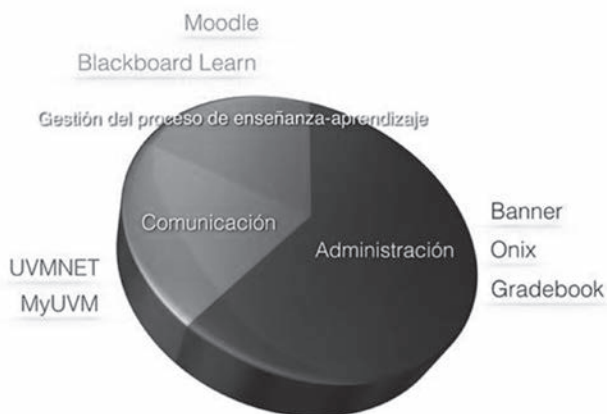 Moodle
Blackboard Learn
Gestión del proceso de enseñanza-aprendizaje
Comunicación
Administración
UVMNET
MyUVM
Banner
Onix
Gradebook